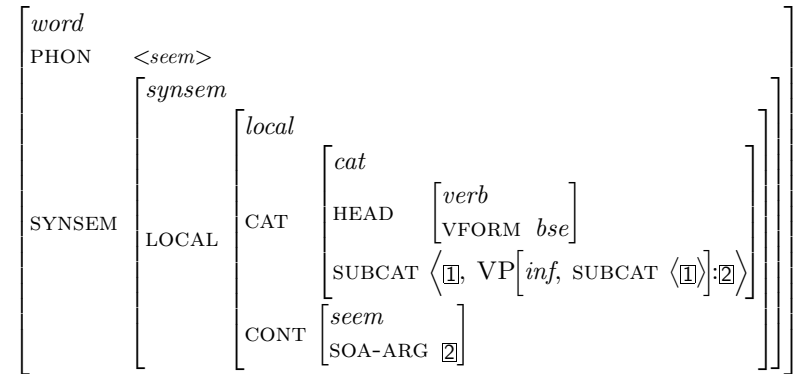 word
PHON <seem>
synsem
local
cat
HEAD verb
SYNSEM LOCAL CAT VFORM bse
SUBCAT ⟨[1], VP[inf, SUBCAT ⟨[1]⟩]:[2]⟩
CONT seem
SOA-ARG [2]